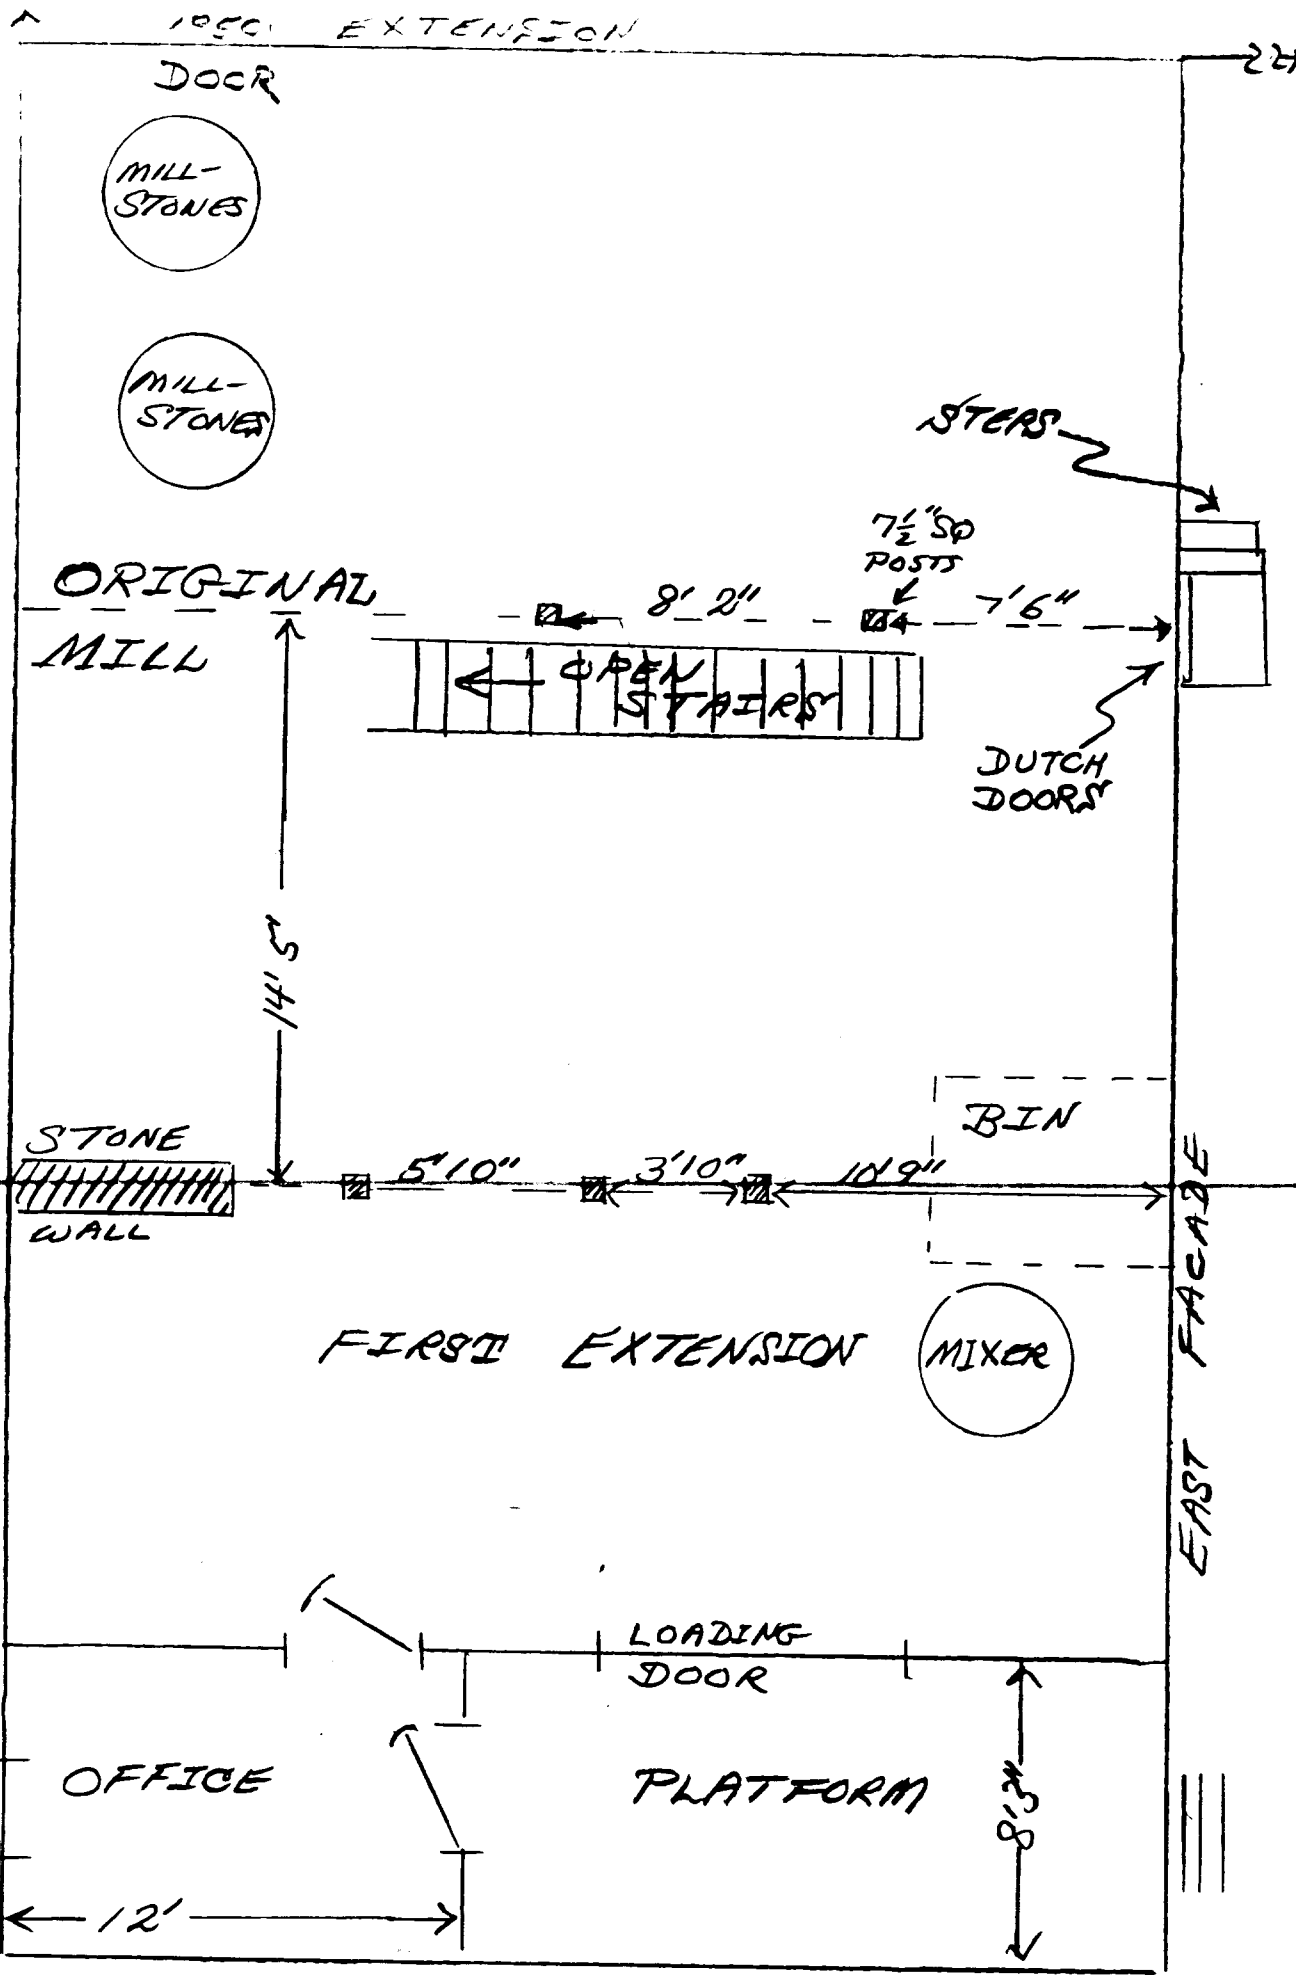 1950 EXTENSION
DOOR
MILL-
STONES
MILL-
STONES
STEPS
7½" SQ
POSTS
ORIGINAL
8' 2"
7'6"
MILL
OPEN
STAIRS
DUTCH
DOORS
14' 5
BIN
STONE
5'10"
3'10"
10'9"
WALL
EAST FACADE
FIRST EXTENSION
MIXER
LOADING
DOOR
OFFICE
PLATFORM
8'3"
12'